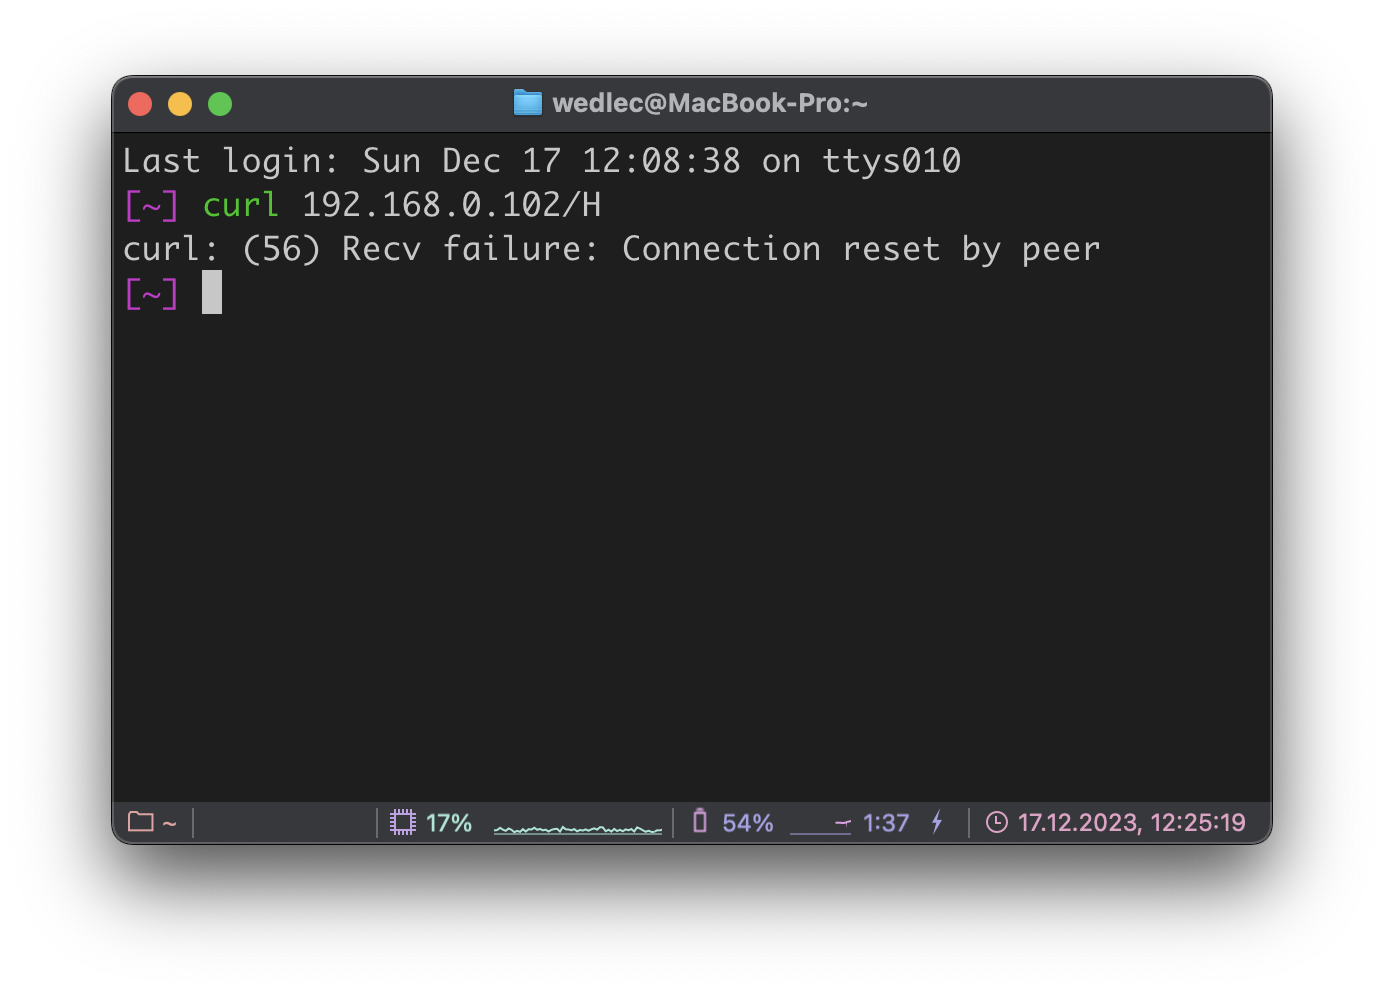 wedlec@MacBook-Pro:~
Last login: Sun Dec 17 12:08:38 on ttys010
[~] curl 192.168.0.102/H
curl: (56) Recv failure: Connection reset by peer
[~]
~ 17% 54% 1:37 17.12.2023, 12:25:19